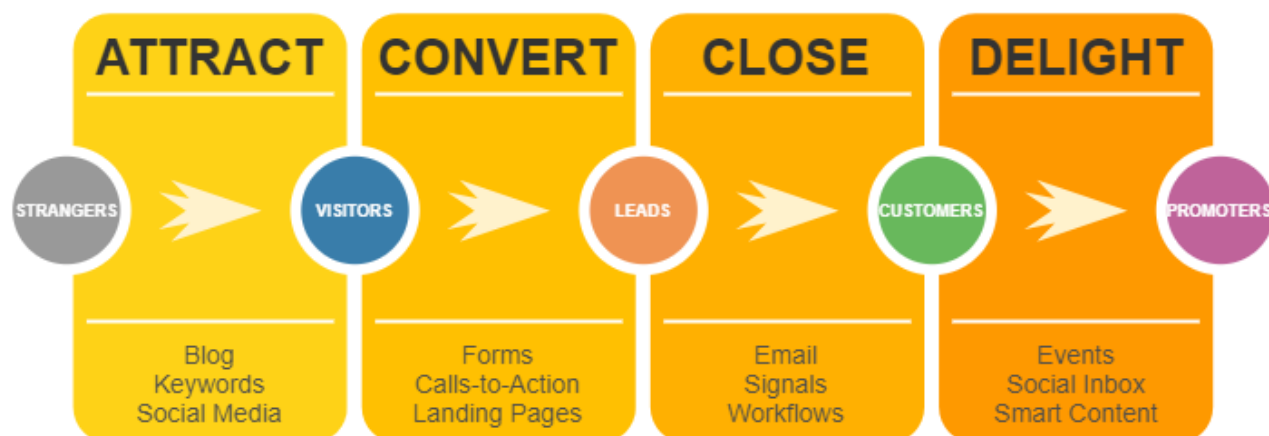 ATTRACT
CONVERT
CLOSE
DELIGHT
STRANGERS
VISITORS
LEADS
CUSTOMERS
PROMOTERS
Blog
Keywords
Social Media
Forms
Calls-to-Action
Landing Pages
Email
Signals
Workflows
Events
Social Inbox
Smart Content